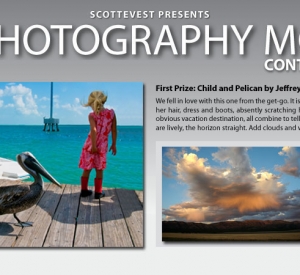 SCOTTEVEST PRESENTS
HOTOGRAPHY
CONT
First Prize: Child and Pelican by Jeffrey
We fell in love with this one from the get-go. It is
her hair, dress and boots, absently scratching
obvious vacation destination, all combine to tell
are lively, the horizon straight. Add clouds and